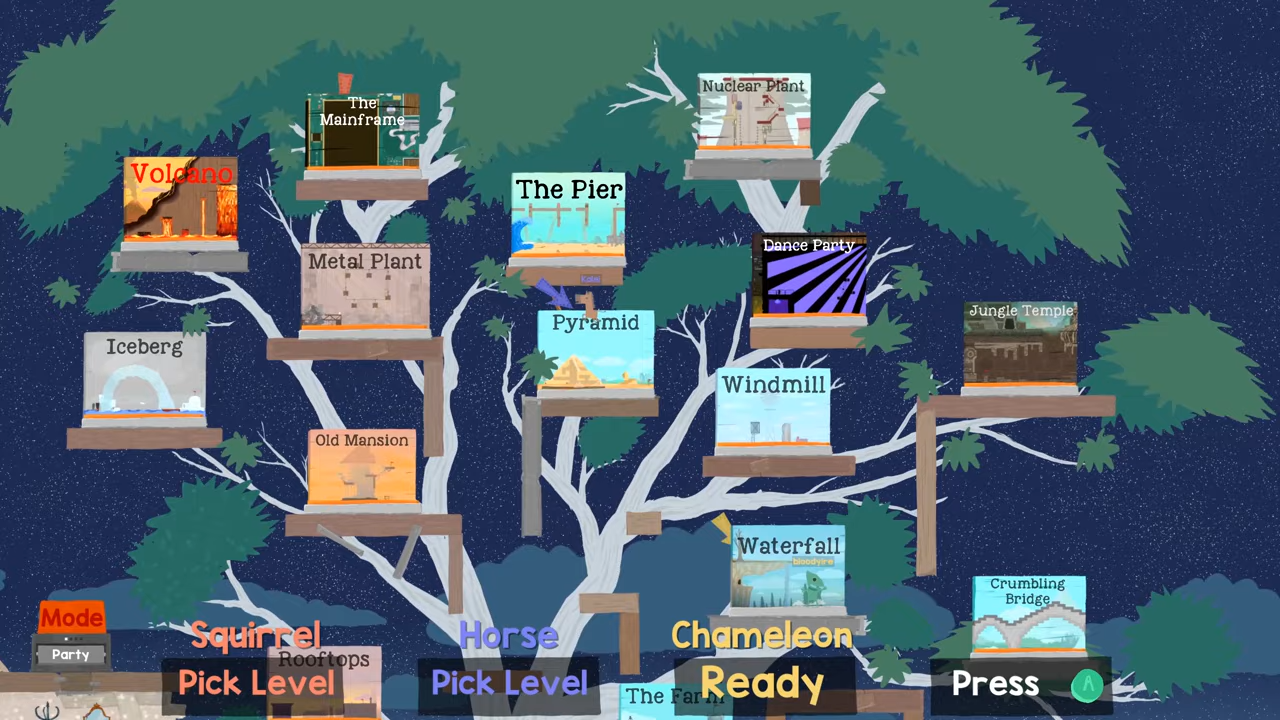 Nuclear Plant
The
Mainframe
Volcano
The Pier
Dance Party
Metal Plant
Jungle Temple
Pyramid
Iceberg
Windmill
Old Mansion
Waterfall
Crumbling
Bridge
Mode
Party
Squirrel
Pick Level
Rooftops
Horse
Pick Level
Chameleon
Ready
The Farm
Press A